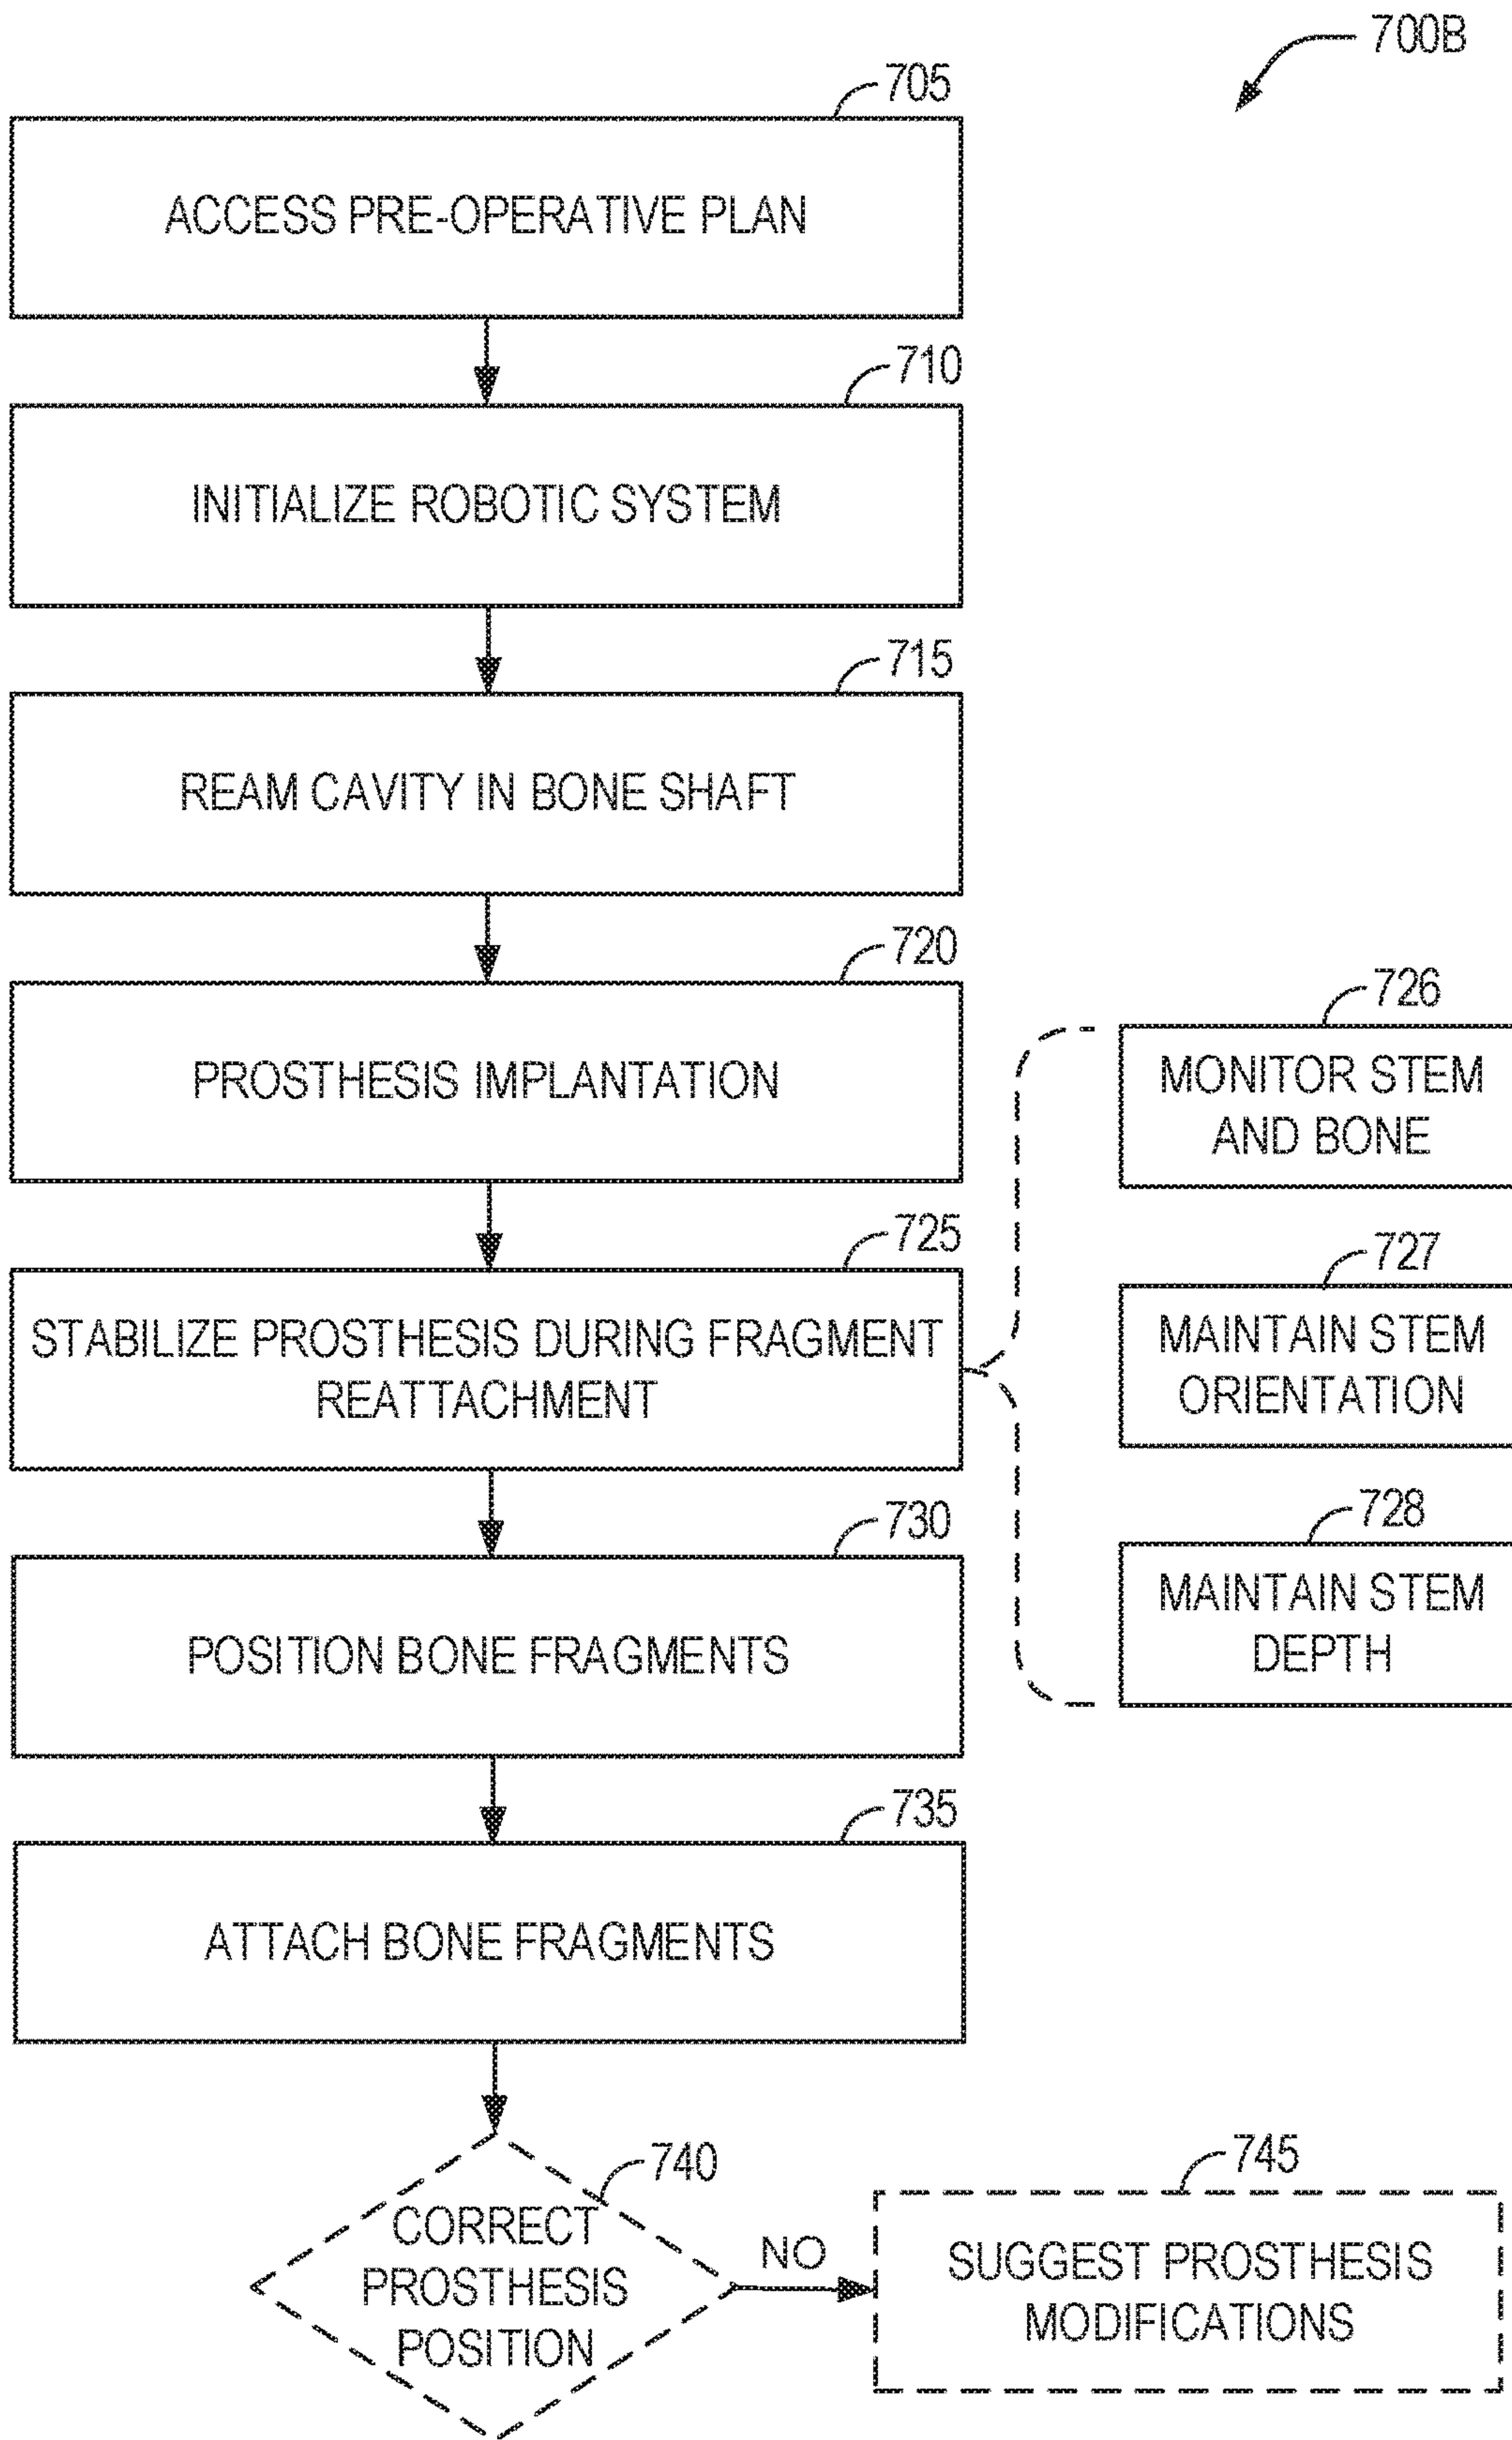 700B
705
ACCESS PRE-OPERATIVE PLAN
710
INITIALIZE ROBOTIC SYSTEM
715
REAM CAVITY IN BONE SHAFT
720
PROSTHESIS IMPLANTATION
725
STABILIZE PROSTHESIS DURING FRAGMENT
REATTACHMENT
726
MONITOR STEM
AND BONE
727
MAINTAIN STEM
ORIENTATION
728
MAINTAIN STEM
DEPTH
730
POSITION BONE FRAGMENTS
735
ATTACH BONE FRAGMENTS
740
CORRECT
PROSTHESIS
POSITION
NO
745
SUGGEST PROSTHESIS
MODIFICATIONS